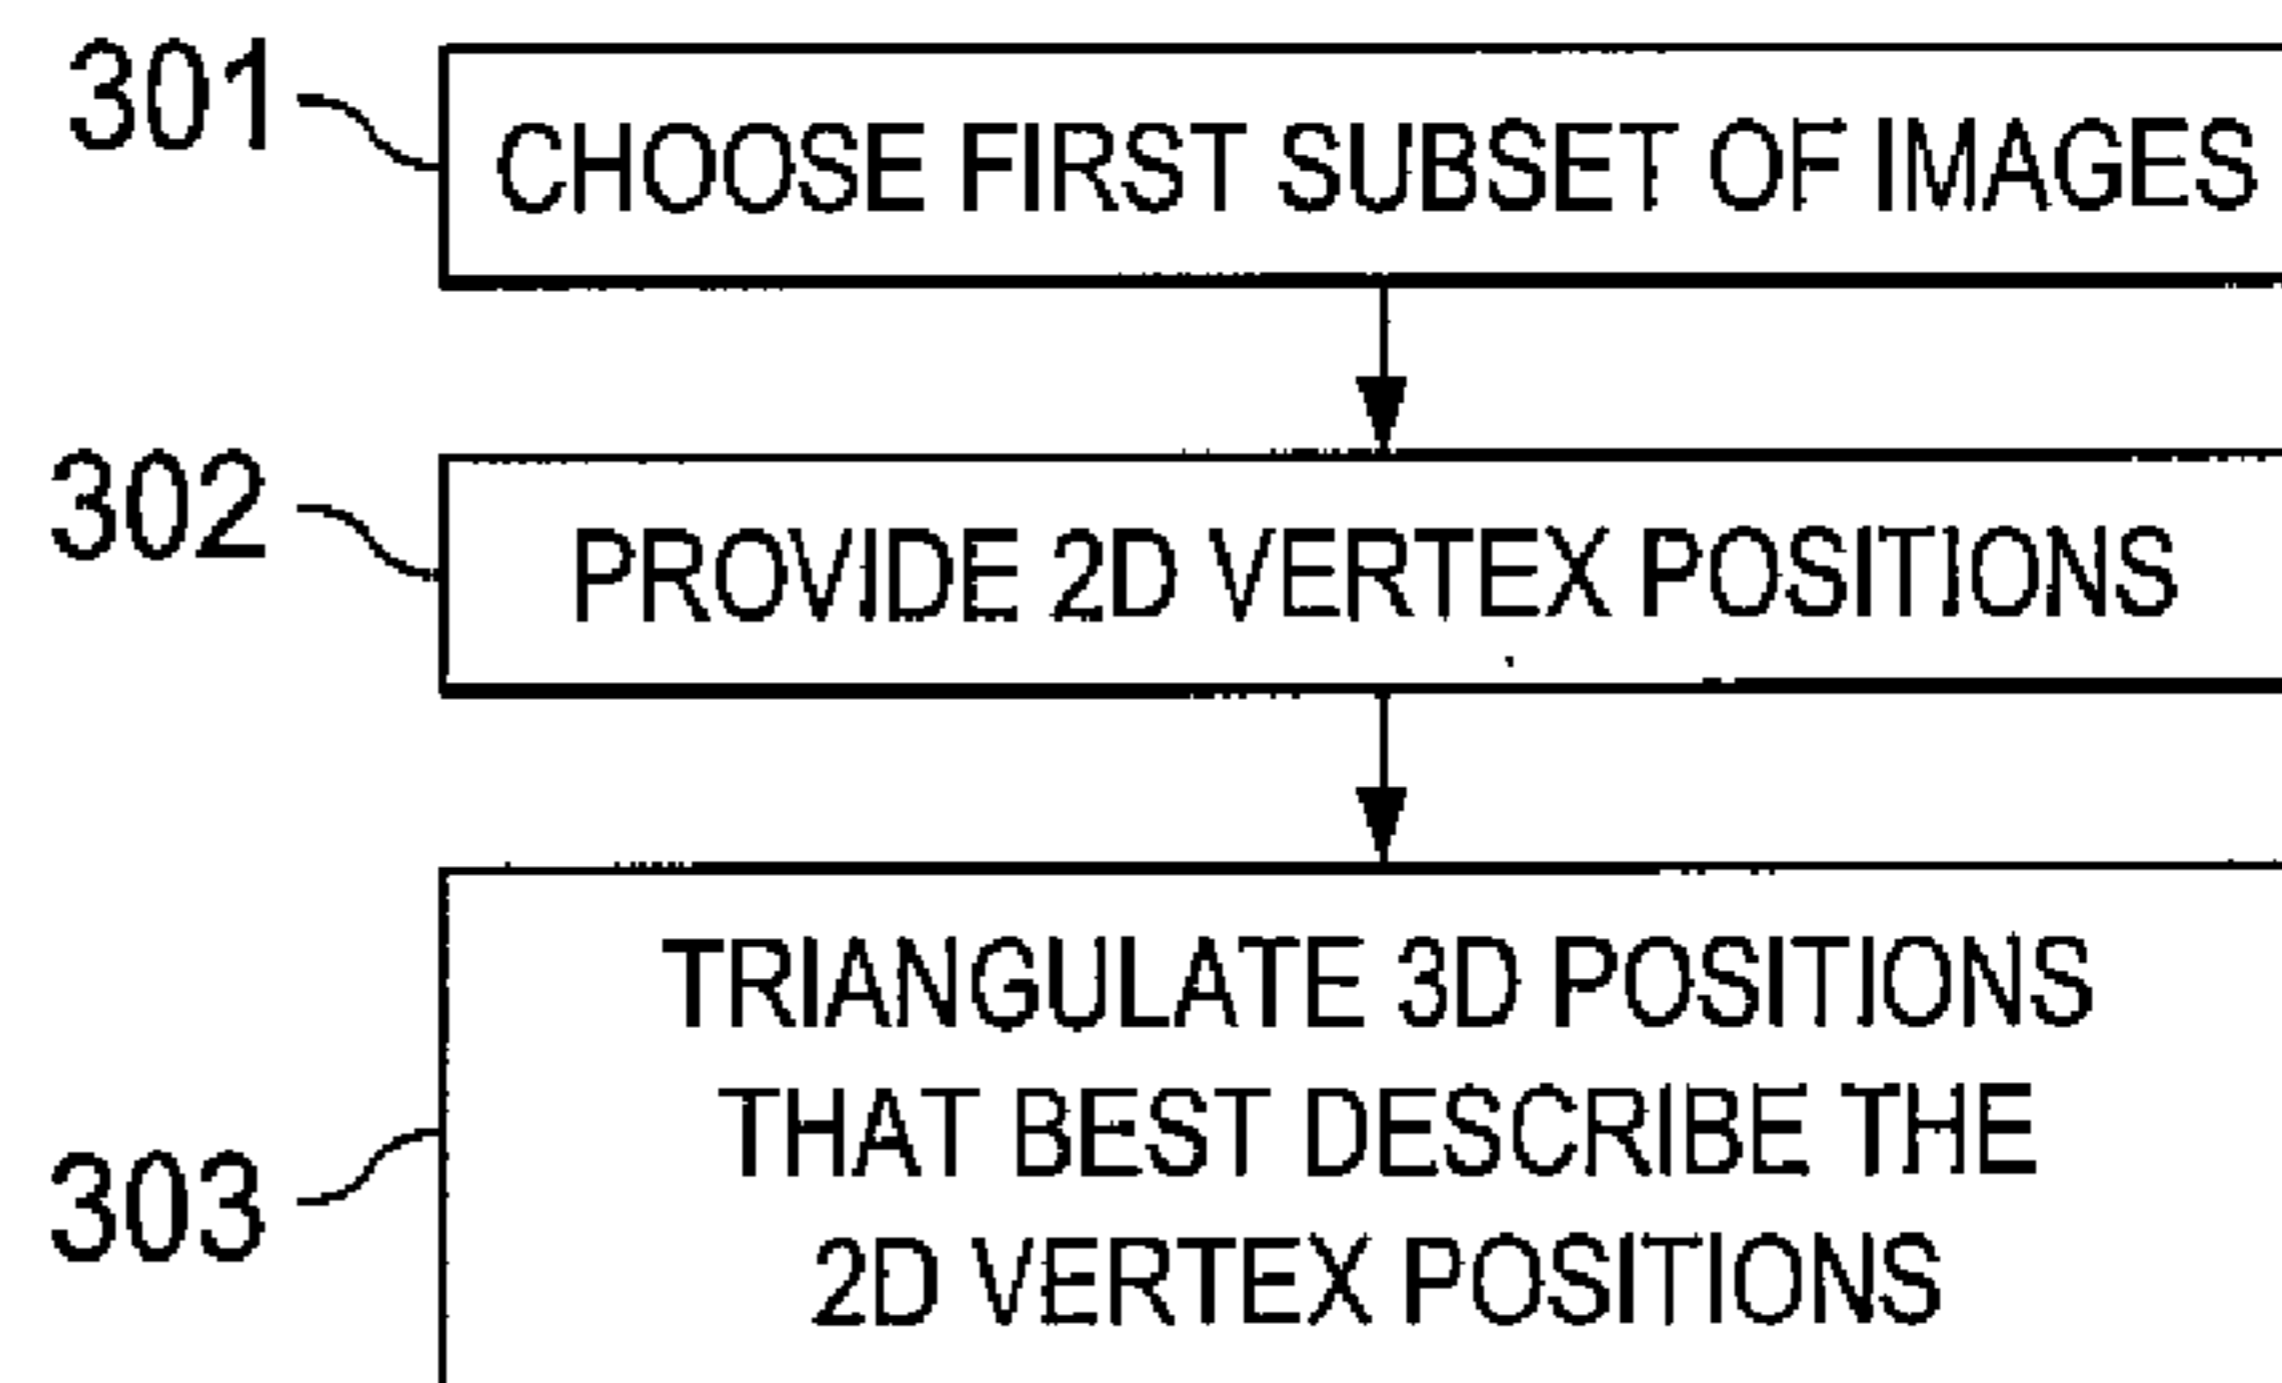 301 CHOOSE FIRST SUBSET OF IMAGES
302 PROVIDE 2D VERTEX POSITIONS
TRIANGULATE 3D POSITIONS
THAT BEST DESCRIBE THE
303 2D VERTEX POSITIONS